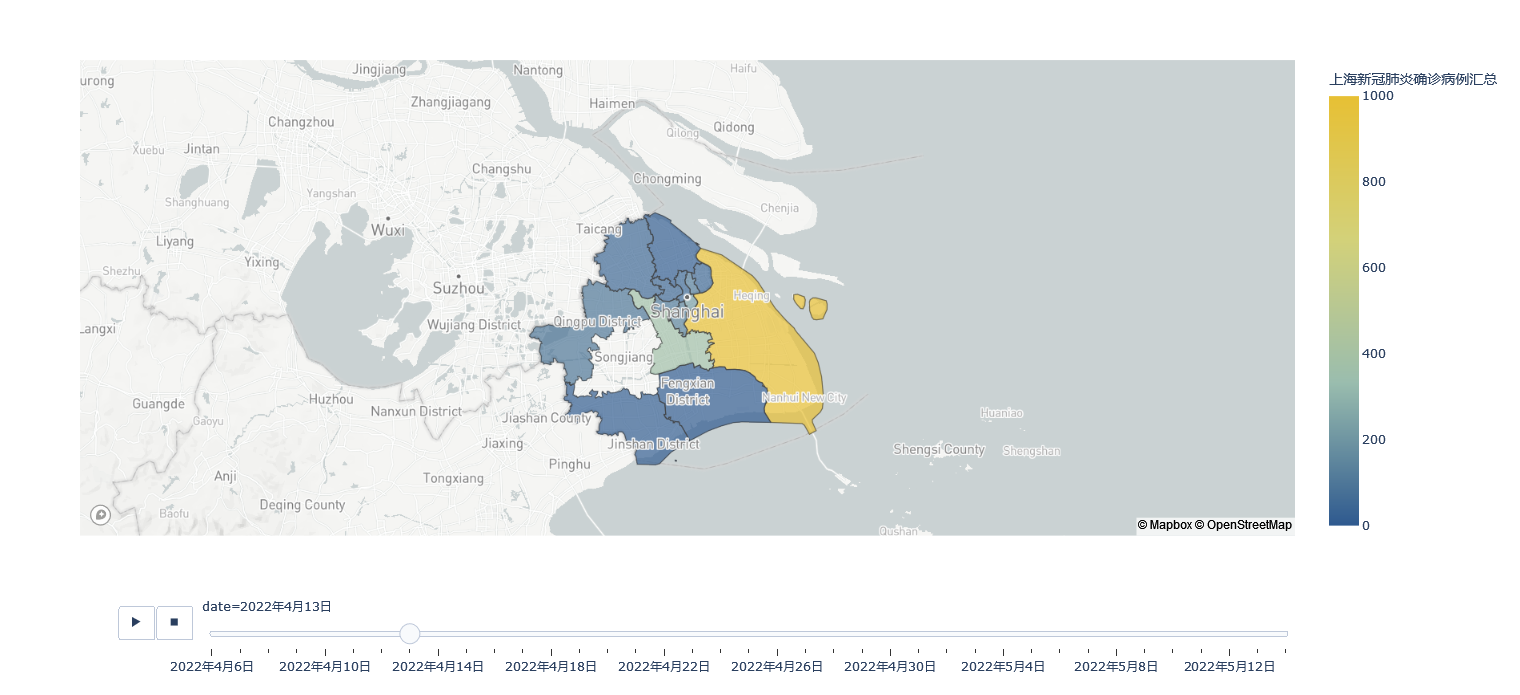 Jingjiang
Nantong
Haifu
urong
Zhangjiagang
Haimen
Changzhou
Qilong
Qidong
Xuebu
Jintan
Changshu
Chongming
Yangshan
Shanghuang
Chenjia
Wuxi
Taicang
Liyang
Yixing
Shezhu
Suzhou
Heqing
Shanghai
angxi
Wujiang District
Qingpu District
Songjiang
Fengxian
District
Guangde
Huzhou
Nanxun District
Nanhui New City
Gaoyu
Jiashan County
Huaniao
Jiaxing
Jinshan District
Shengsi County
Shengshan
Pinghu
Anji
Tongxiang
Deqing County
Baofu
Qushan
© Mapbox © OpenStreetMap
上海新冠肺炎确诊病例汇总
1000
800
600
400
200
0
date=2022年4月13日
2022年4月6日 2022年4月10日 2022年4月14日 2022年4月18日 2022年4月22日 2022年4月26日 2022年4月30日 2022年5月4日 2022年5月8日 2022年5月12日